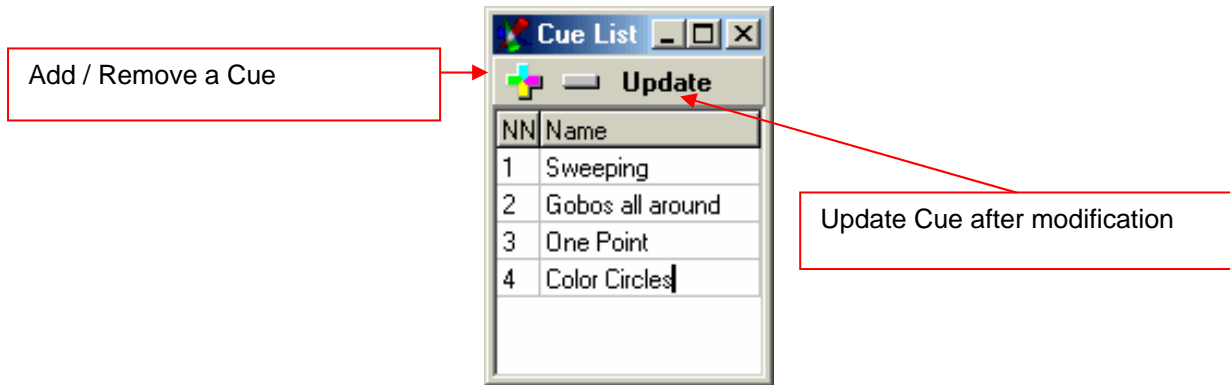 Cue List
Add / Remove a Cue
Update
NN Name
1 Sweeping
2 Gobos all around
Update Cue after modification
3 One Point
4 Color Circles